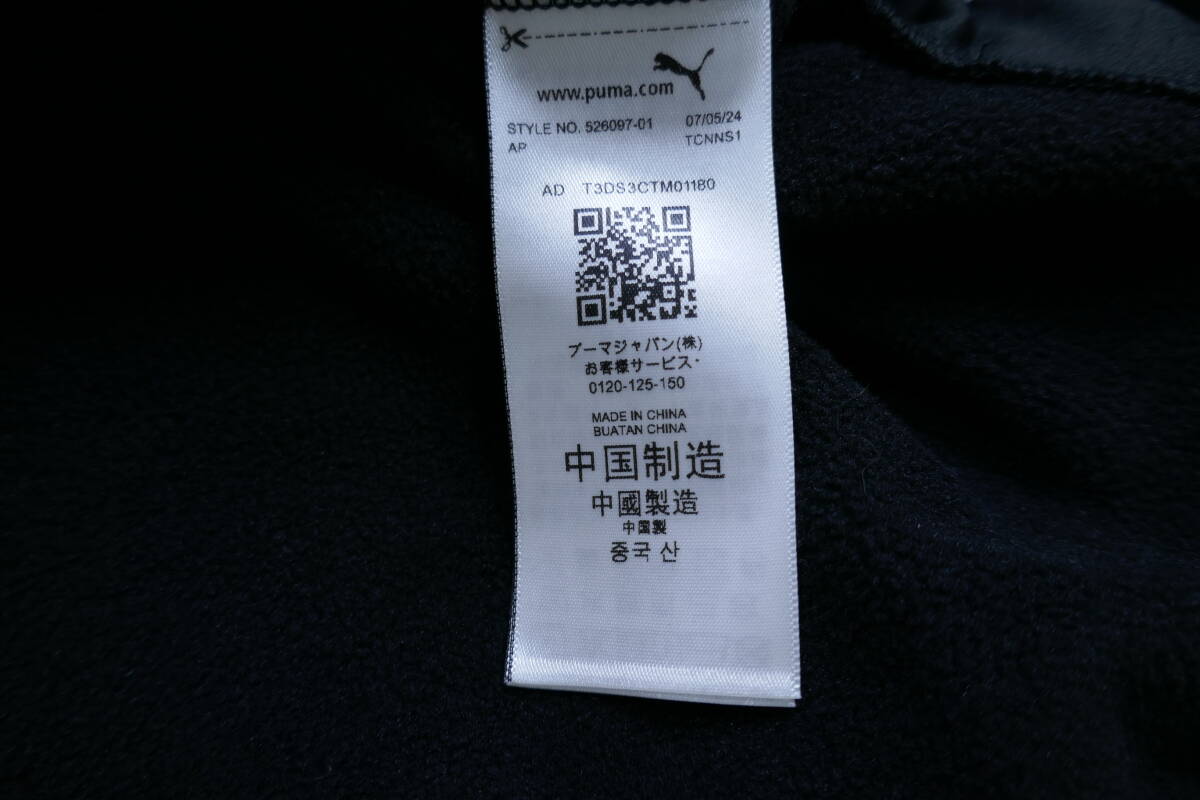 www.puma.com
STYLE NO. 526097-01 07/05/24
AP TCNNS1
AD T3DS3CTM01180
プーマジャパン(株)
お客様サービス・
0120-125-150
MADE IN CHINA
BUATAN CHINA
中国制造
中國製造
中国製
중국 산